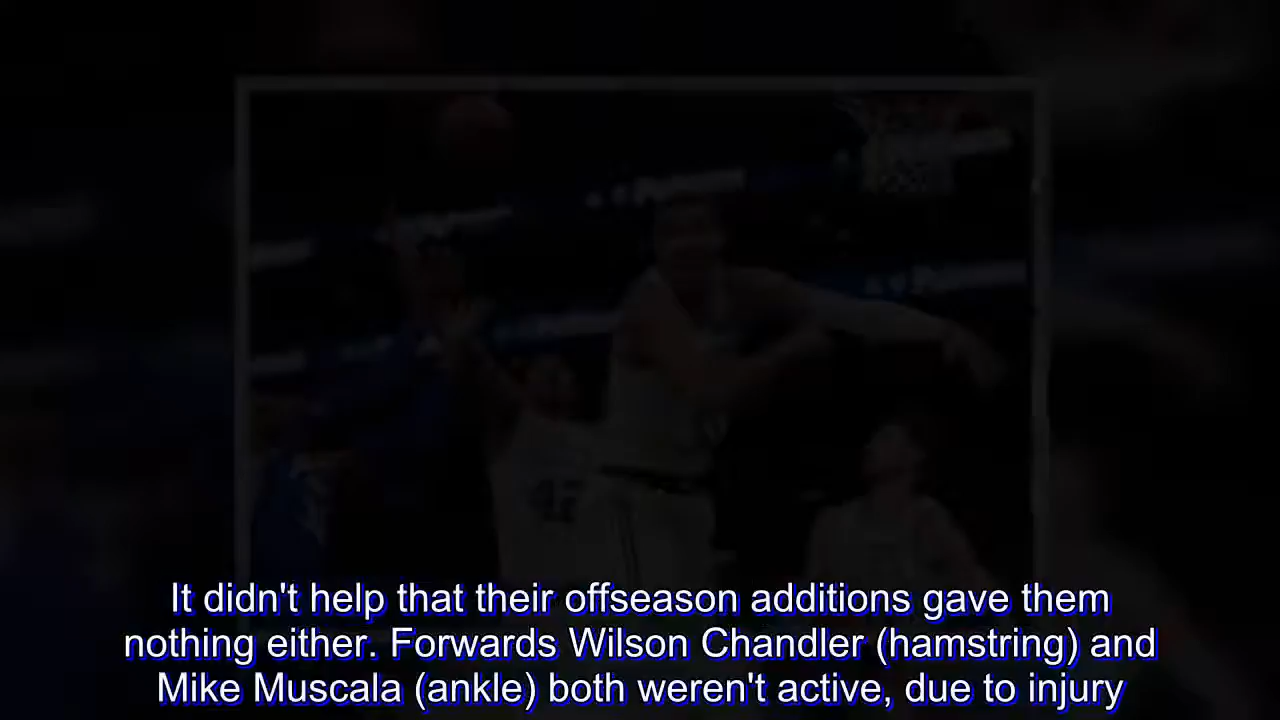 42
It didn't help that their offseason additions gave them
nothing either. Forwards Wilson Chandler (hamstring) and
Mike Muscala (ankle) both weren't active, due to injury